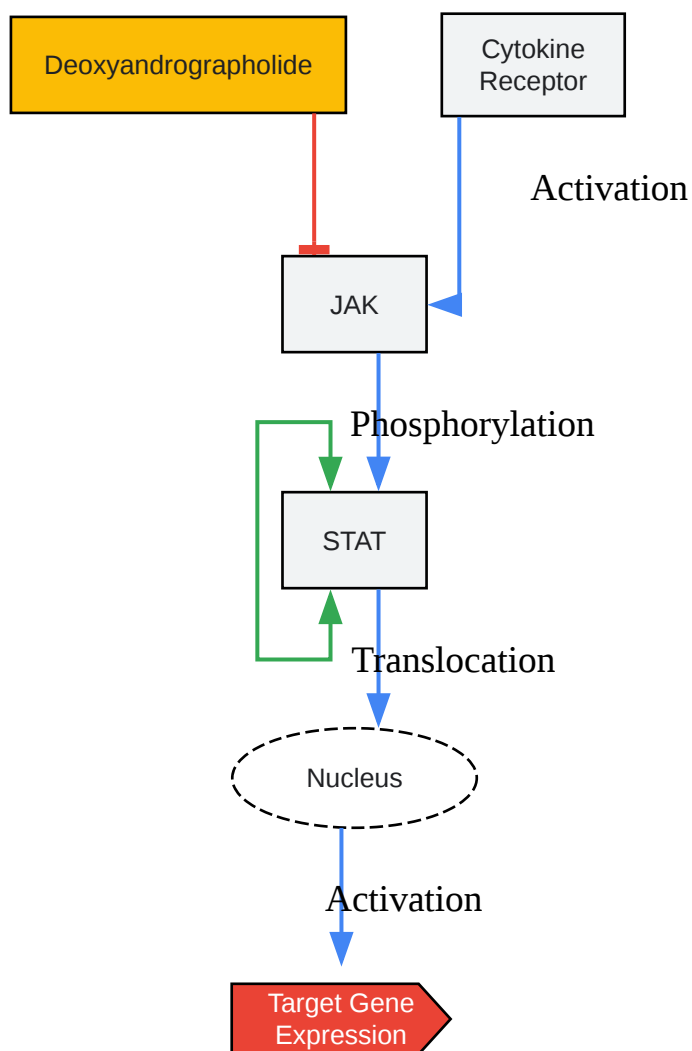 Deoxyandrographolide
Cytokine
Receptor
Activation
JAK
Phosphorylation
STAT
Translocation
Nucleus
Activation
Target Gene
Expression